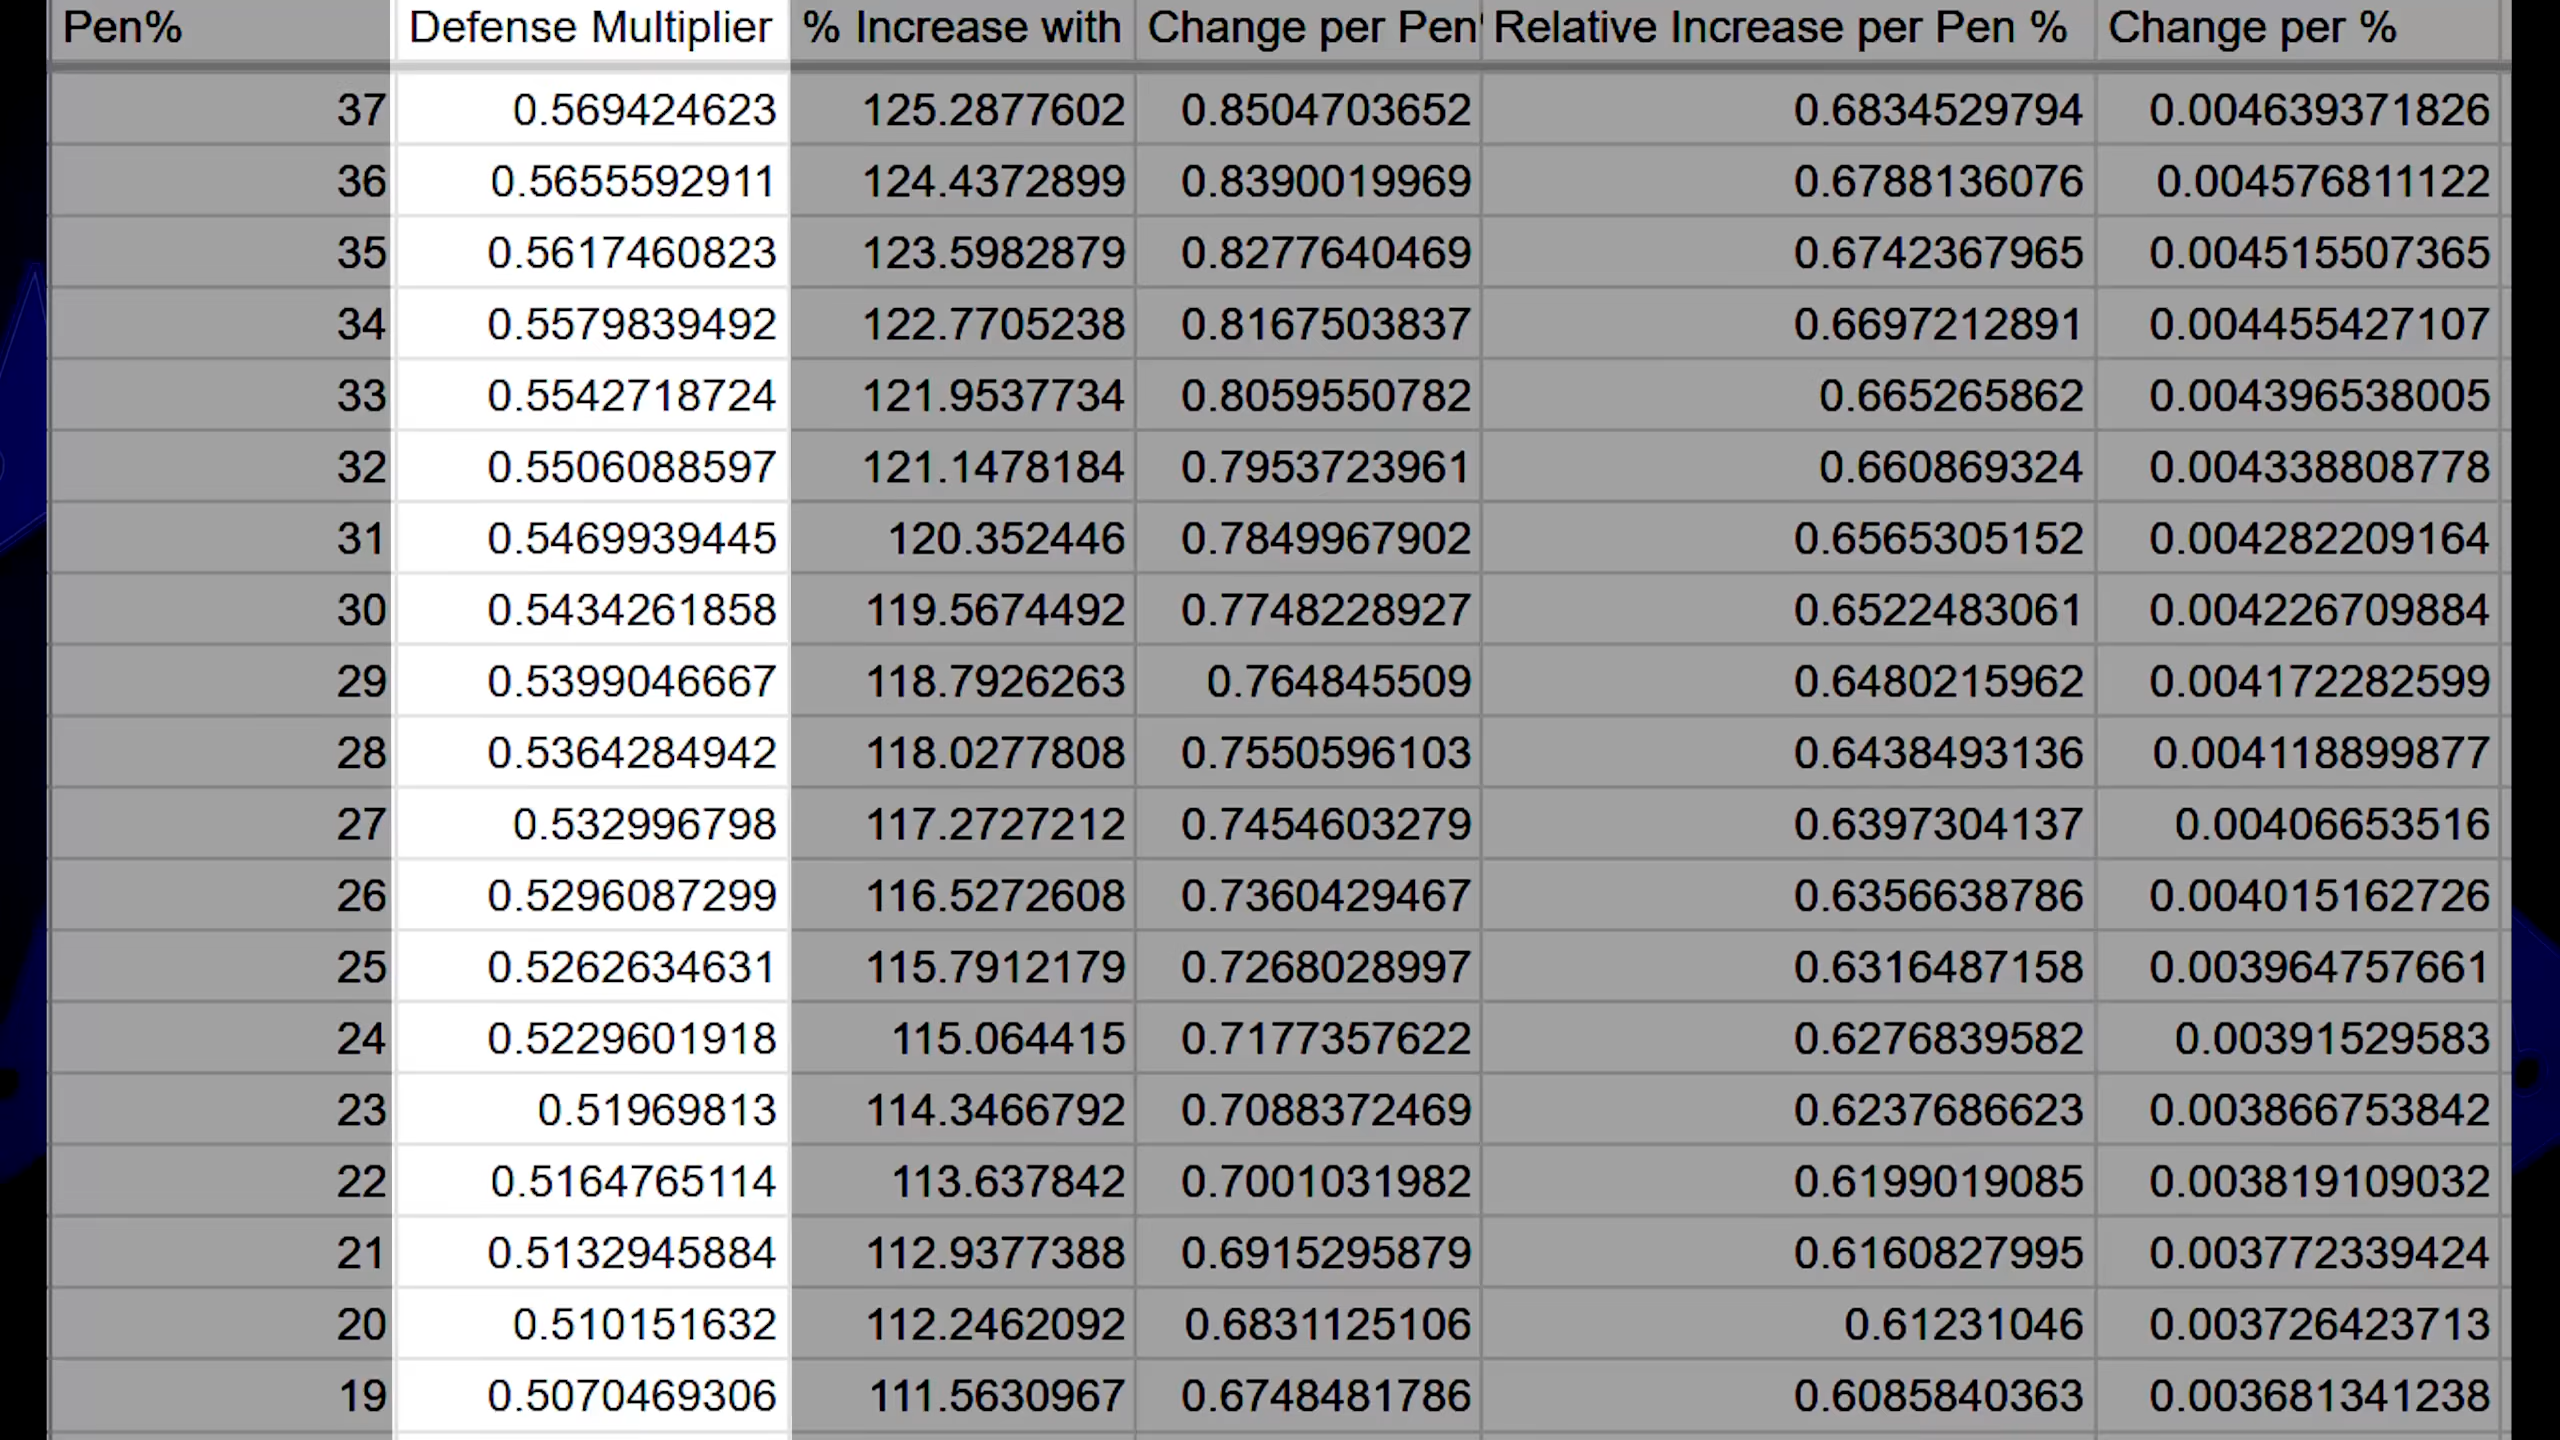 Pen% Defense Multiplier % Increase with Change per Pen Relative Increase per Pen % Change per %
37 0.569424623 125.2877602 0.8504703652 0.6834529794 0.004639371826
36 0.5655592911 124.4372899 0.8390019969 0.6788136076 0.004576811122
35 0.5617460823 123.5982879 0.8277640469 0.6742367965 0.004515507365
34 0.5579839492 122.7705238 0.8167503837 0.6697212891 0.004455427107
33 0.5542718724 121.9537734 0.8059550782 0.665265862 0.004396538005
32 0.5506088597 121.1478184 0.7953723961 0.660869324 0.004338808778
31 0.5469939445 120.352446 0.7849967902 0.6565305152 0.004282209164
30 0.5434261858 119.5674492 0.7748228927 0.6522483061 0.004226709884
29 0.5399046667 118.7926263 0.764845509 0.6480215962 0.004172282599
28 0.5364284942 118.0277808 0.7550596103 0.6438493136 0.004118899877
27 0.532996798 117.2727212 0.7454603279 0.6397304137 0.00406653516
26 0.5296087299 116.5272608 0.7360429467 0.6356638786 0.004015162726
25 0.5262634631 115.7912179 0.7268028997 0.6316487158 0.003964757661
24 0.5229601918 115.064415 0.7177357622 0.6276839582 0.00391529583
23 0.51969813 114.3466792 0.7088372469 0.6237686623 0.003866753842
22 0.5164765114 113.637842 0.7001031982 0.6199019085 0.003819109032
21 0.5132945884 112.9377388 0.6915295879 0.6160827995 0.003772339424
20 0.510151632 112.2462092 0.6831125106 0.61231046 0.003726423713
19 0.5070469306 111.5630967 0.6748481786 0.6085840363 0.003681341238